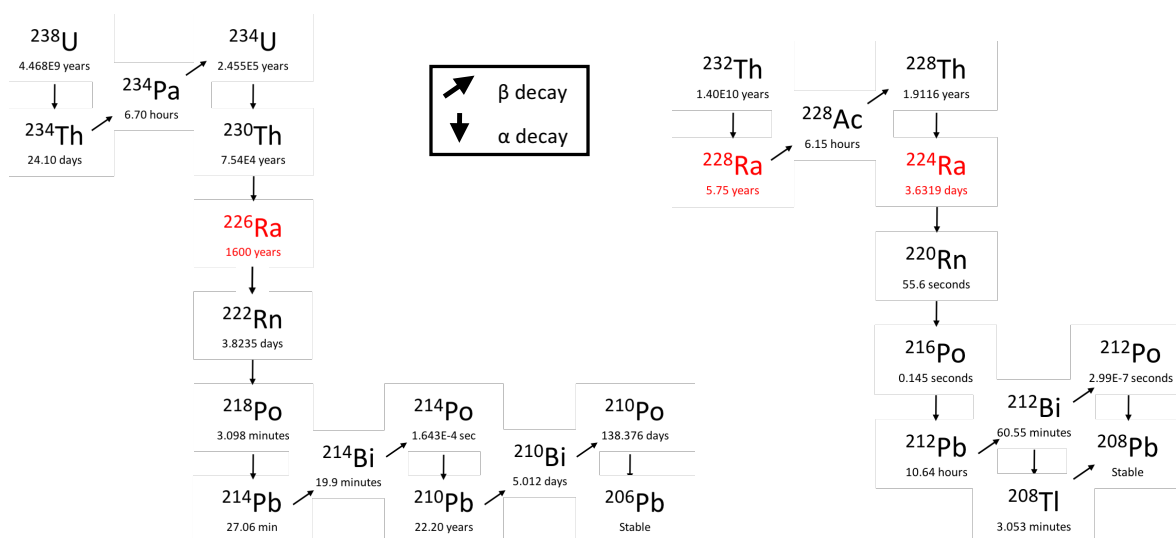 238U
4.468E9 years
234Pa
6.70 hours
234U
2.455E5 years
234Th
24.10 days
230Th
7.54E4 years
226Ra
1600 years
222Rn
3.8235 days
218Po
3.098 minutes
214Bi
19.9 minutes
214Po
1.643E-4 sec
210Bi
5.012 days
210Po
138.376 days
214Pb
27.06 min
210Pb
22.20 years
206Pb
Stable
β decay
α decay
232Th
1.40E10 years
228Ac
6.15 hours
228Th
1.9116 years
228Ra
5.75 years
224Ra
3.6319 days
220Rn
55.6 seconds
216Po
0.145 seconds
212Bi
60.55 minutes
212Po
2.99E-7 seconds
212Pb
10.64 hours
208Pb
Stable
208Tl
3.053 minutes